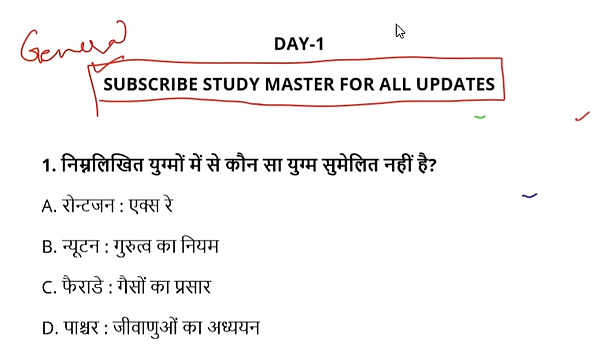 General
DAY-1
SUBSCRIBE STUDY MASTER FOR ALL UPDATES
1. निम्नलिखित युग्मों में से कौन सा युग्म सुमेलित नहीं है?
A. रोन्टजन : एक्स रे
B. न्यूटन : गुरुत्व का नियम
C. फैराडे : गैसों का प्रसार
D. पाश्चर : जीवाणुओं का अध्ययन